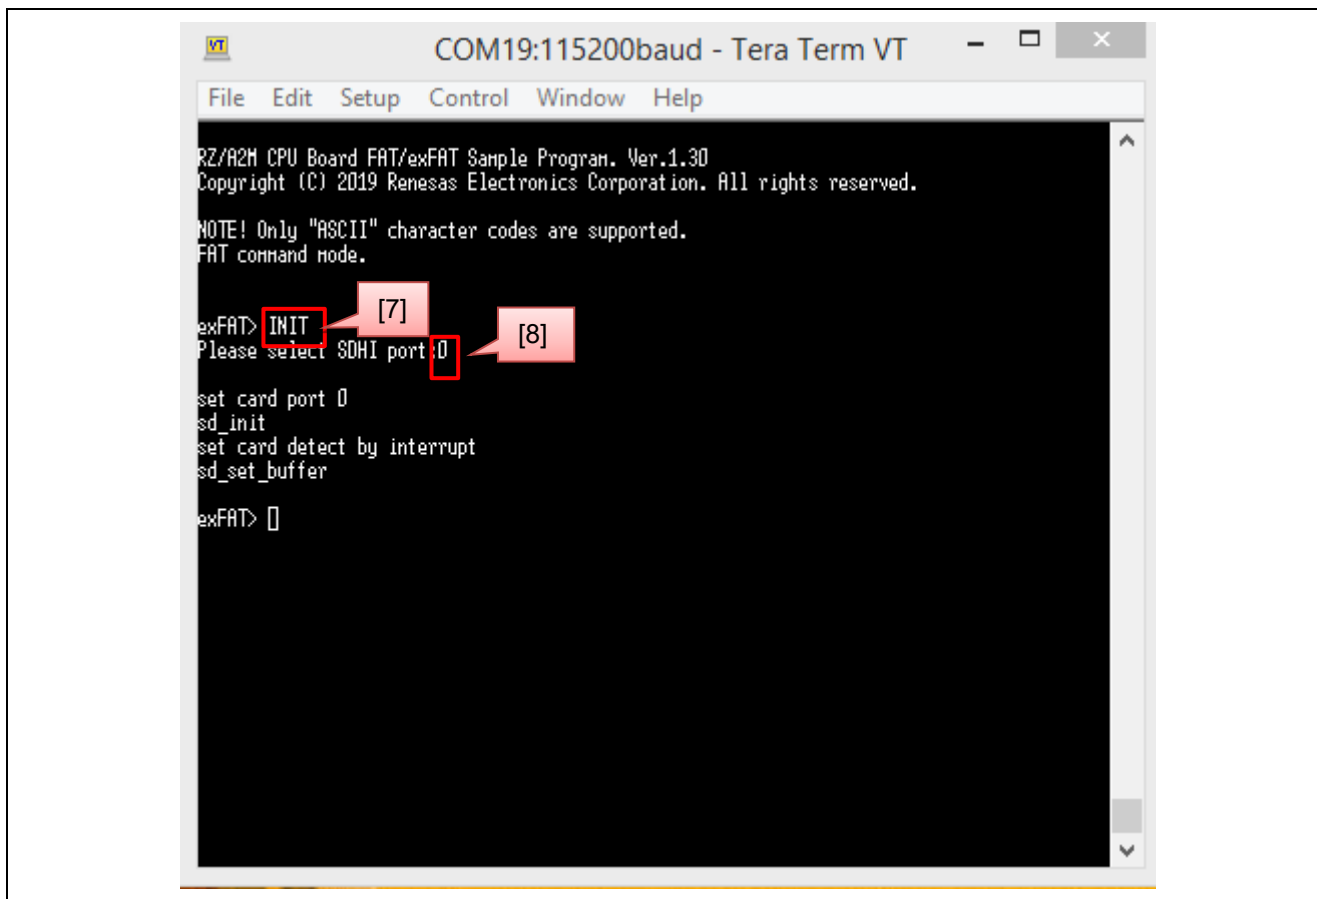 VT
COM19:115200baud - Tera Term VT
File Edit Setup Control Window Help
RZ/A2M CPU Board FAT/exFAT Sample Program. Ver.1.30
Copyright (C) 2019 Renesas Electronics Corporation. All rights reserved.
NOTE! Only "ASCII" character codes are supported.
FAT command mode.
[7]
exFAT> INIT
[8]
Please select SDHI port:0
set card port 0
sd_init
set card detect by interrupt
sd_set_buffer
exFAT>